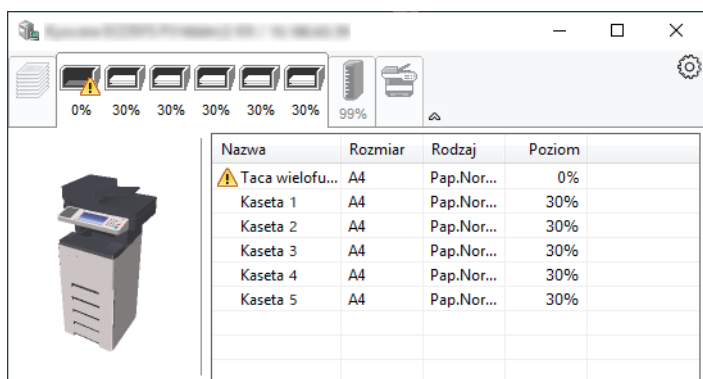 0% 30% 30% 30% 30% 30% 99%
Nazwa Rozmiar Rodzaj Poziom
Taca wielofu... A4 Pap.Nor... 0%
Kaseta 1 A4 Pap.Nor... 30%
Kaseta 2 A4 Pap.Nor... 30%
Kaseta 3 A4 Pap.Nor... 30%
Kaseta 4 A4 Pap.Nor... 30%
Kaseta 5 A4 Pap.Nor... 30%